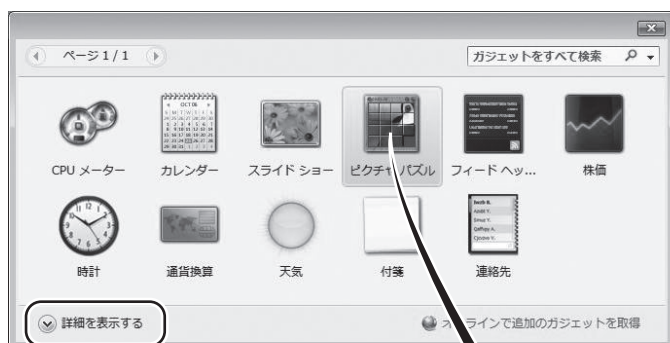 ページ 1 / 1
ガジェットをすべて検索
CPU メーター
カレンダー
スライド ショー
ピクチャ パズル
フィード ヘッ...
株価
OCT 06
時計
通貨換算
天気
付箋
連絡先
詳細を表示する
オンラインで追加のガジェットを取得